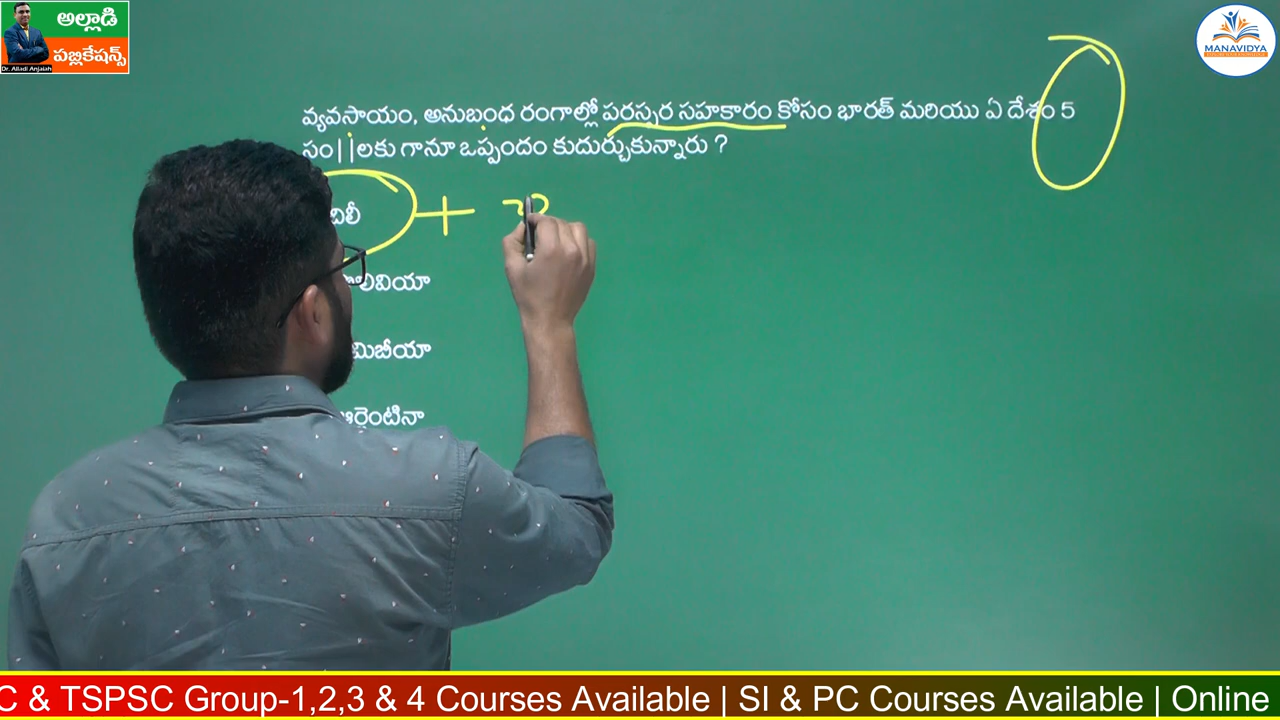 అల్లాడి
పబ్లికేషన్స్
Dr. Alladi Anjaiah
MANAVIDYA
వ్యవసాయం, అనుబంధ రంగాల్లో పరస్పర సహకారం కోసం భారత్ మరియు ఏ దేశం 5
సం||లకు గానూ ఒప్పందం కుదుర్చుకున్నారు ?
+
C & TSPSC Group-1,2,3 & 4 Courses Available | SI & PC Courses Available | Online